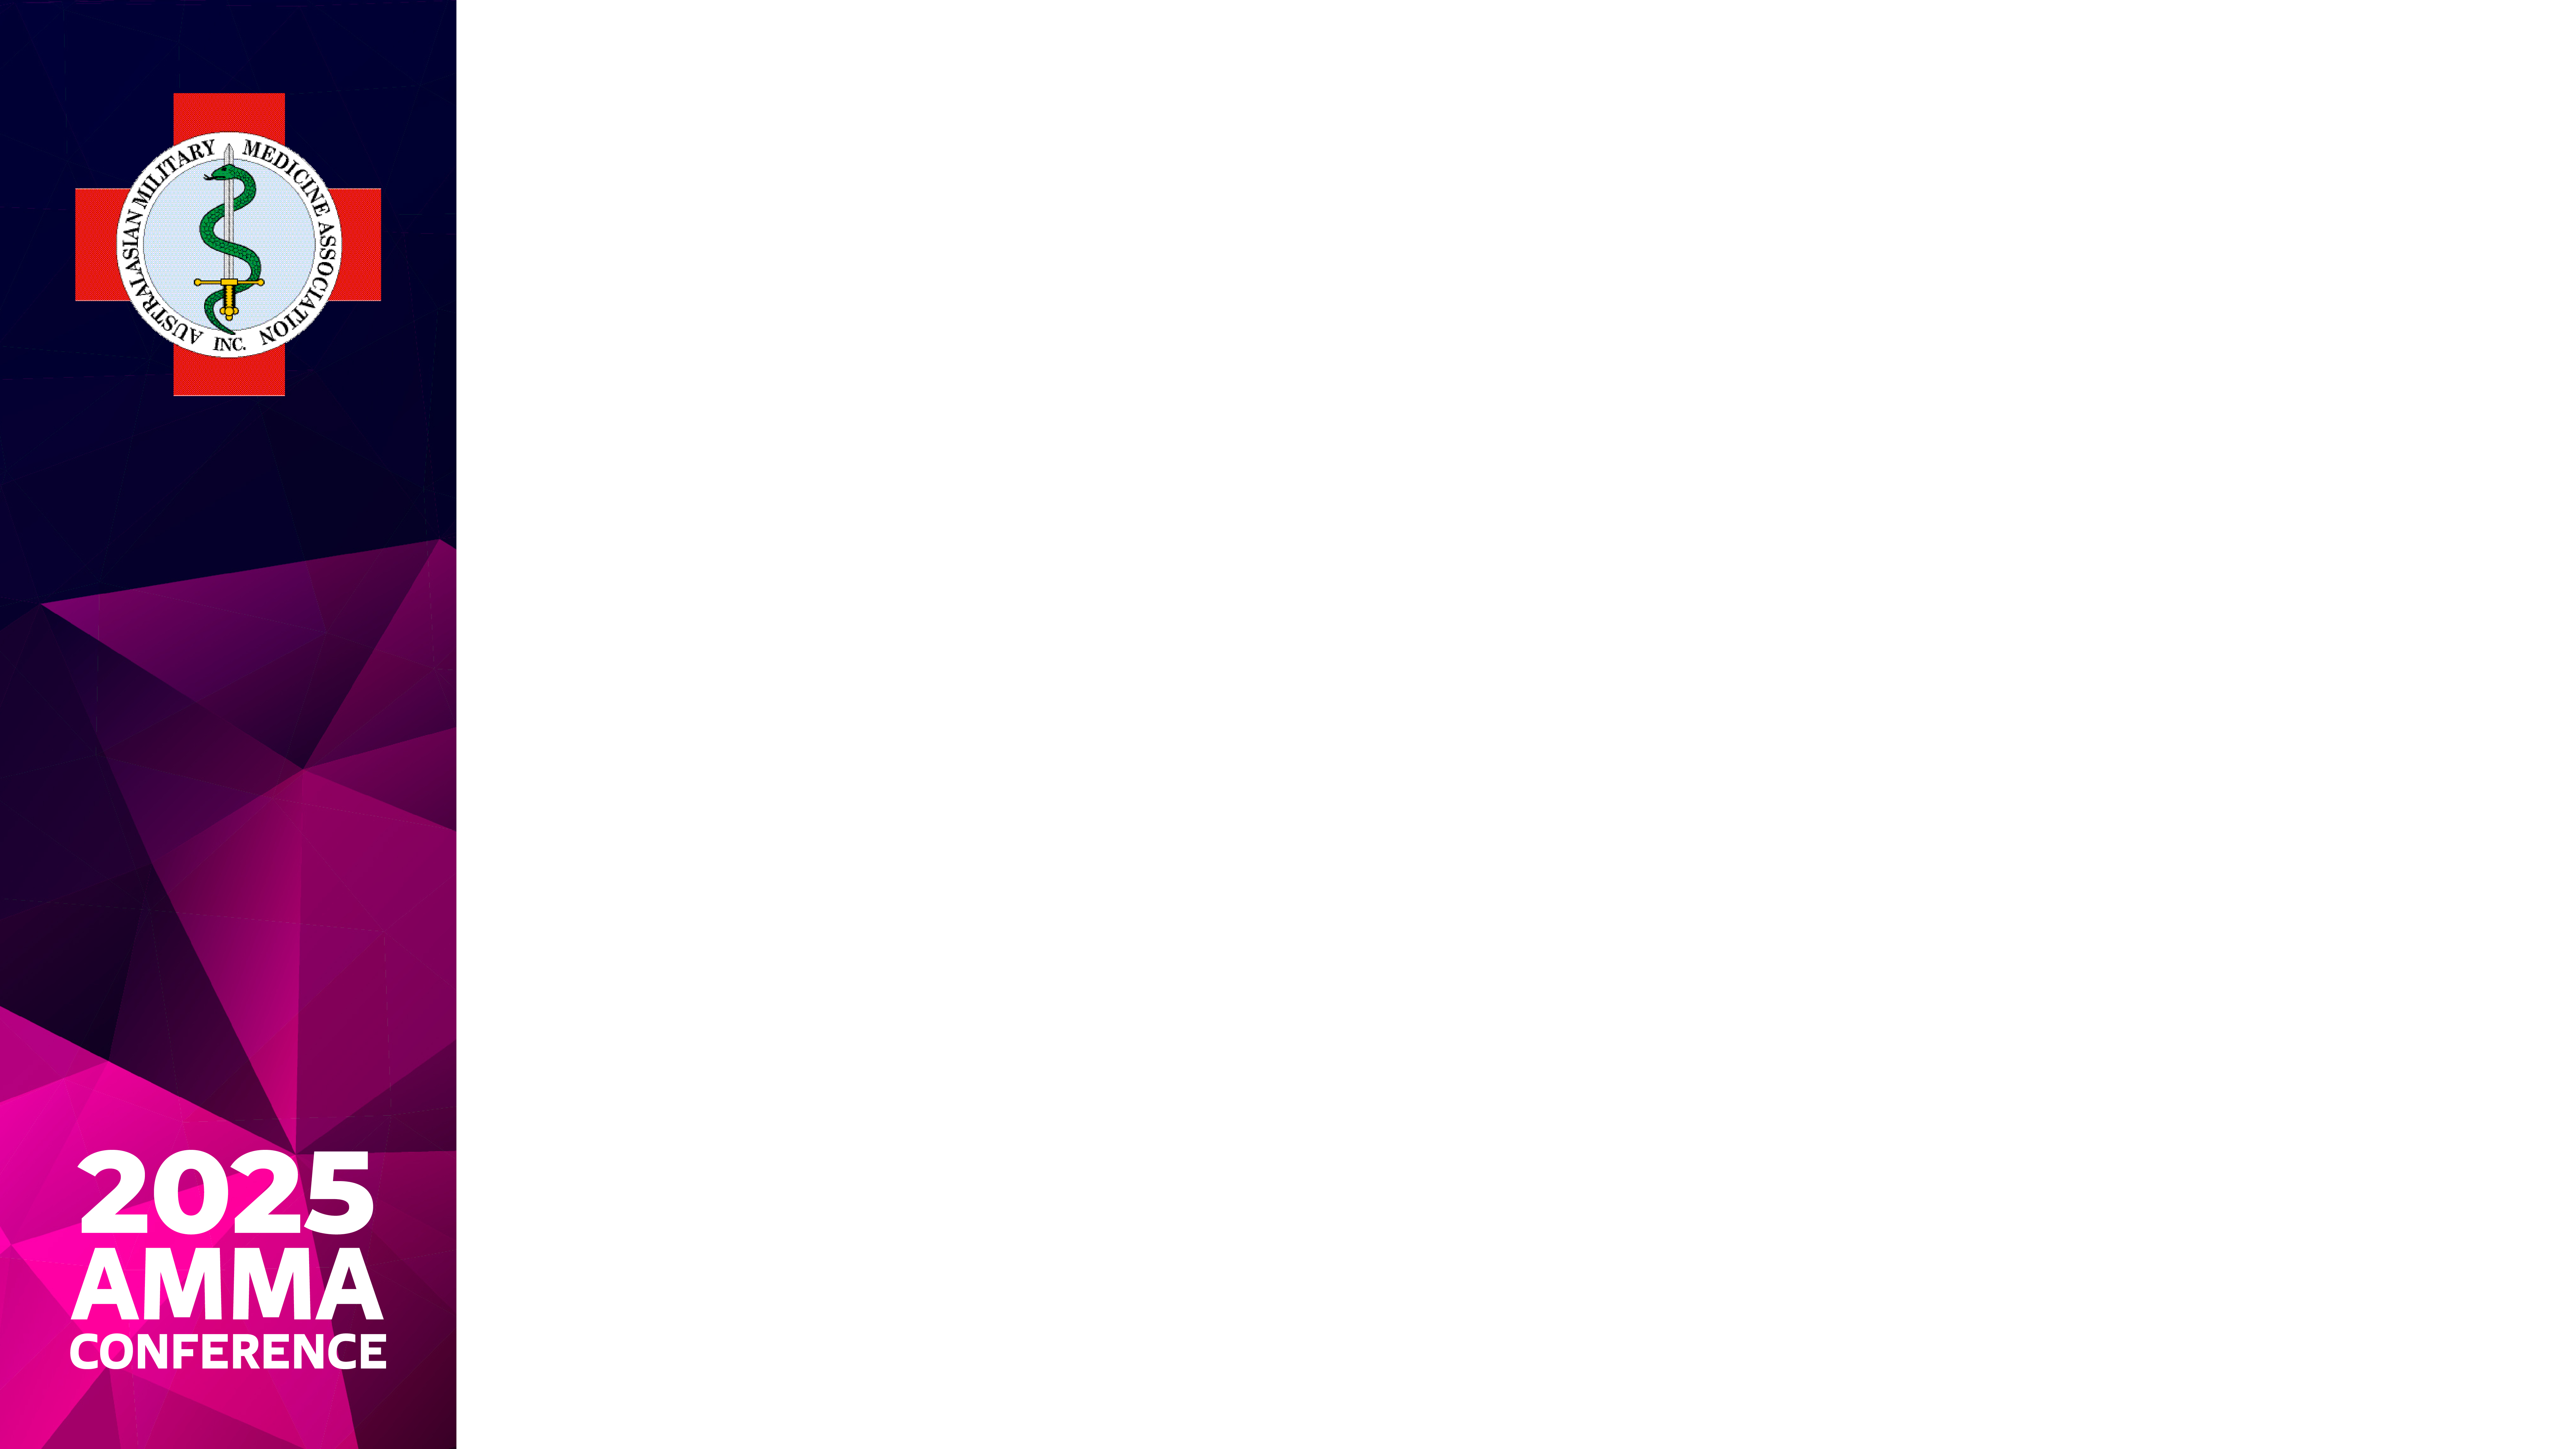 AUSTRALASIAN MILITARY MEDICINE ASSOCIATION
INC.
2025
AMMA
CONFERENCE